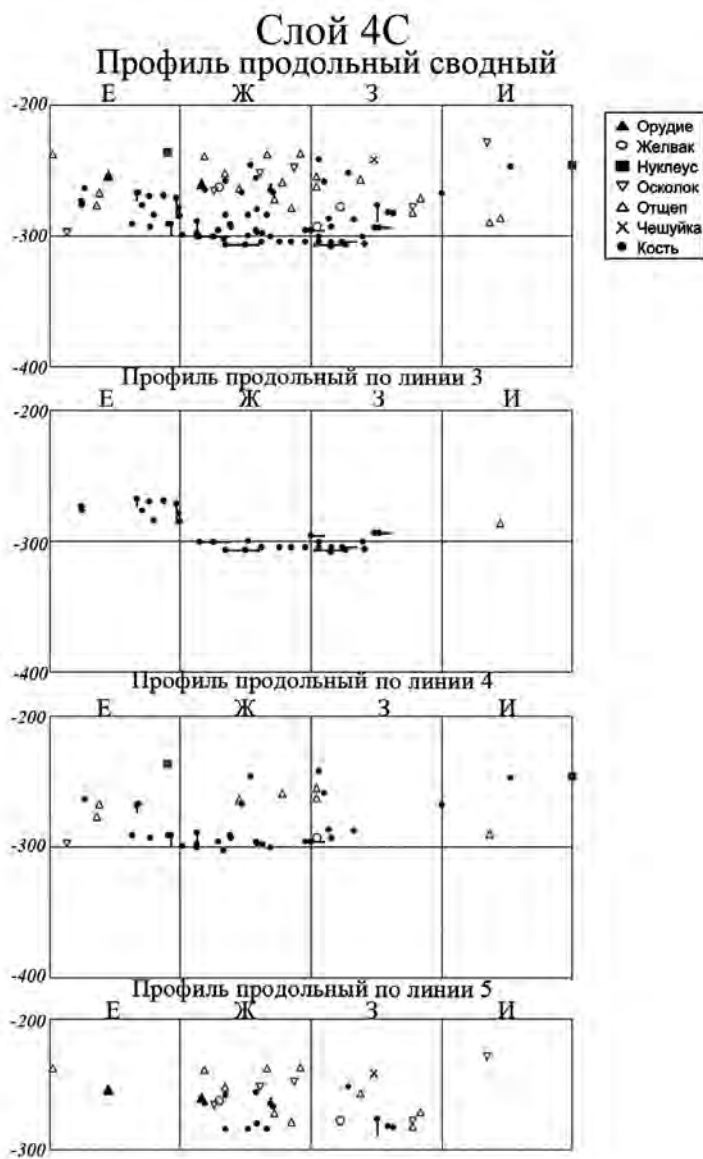 Слой 4С
Профиль продольный сводный
Е Ж З И
-200
-300
-400
Орудие
Желвак
Нуклеус
Осколок
Отщеп
Чешуйка
Кость
Профиль продольный по линии 3
Е Ж З И
-200
-300
-400
Профиль продольный по линии 4
Е Ж З И
-200
-300
-400
Профиль продольный по линии 5
Е Ж З И
-200
-300